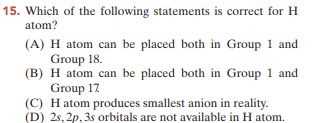 15. Which of the following statements is correct for H
atom?
(A) H atom can be placed both in Group 1 and
Group 18.
(B) H atom can be placed both in Group 1 and
Group 17.
(C) H atom produces smallest anion in reality.
(D) 2s, 2p, 3s orbitals are not available in H atom.